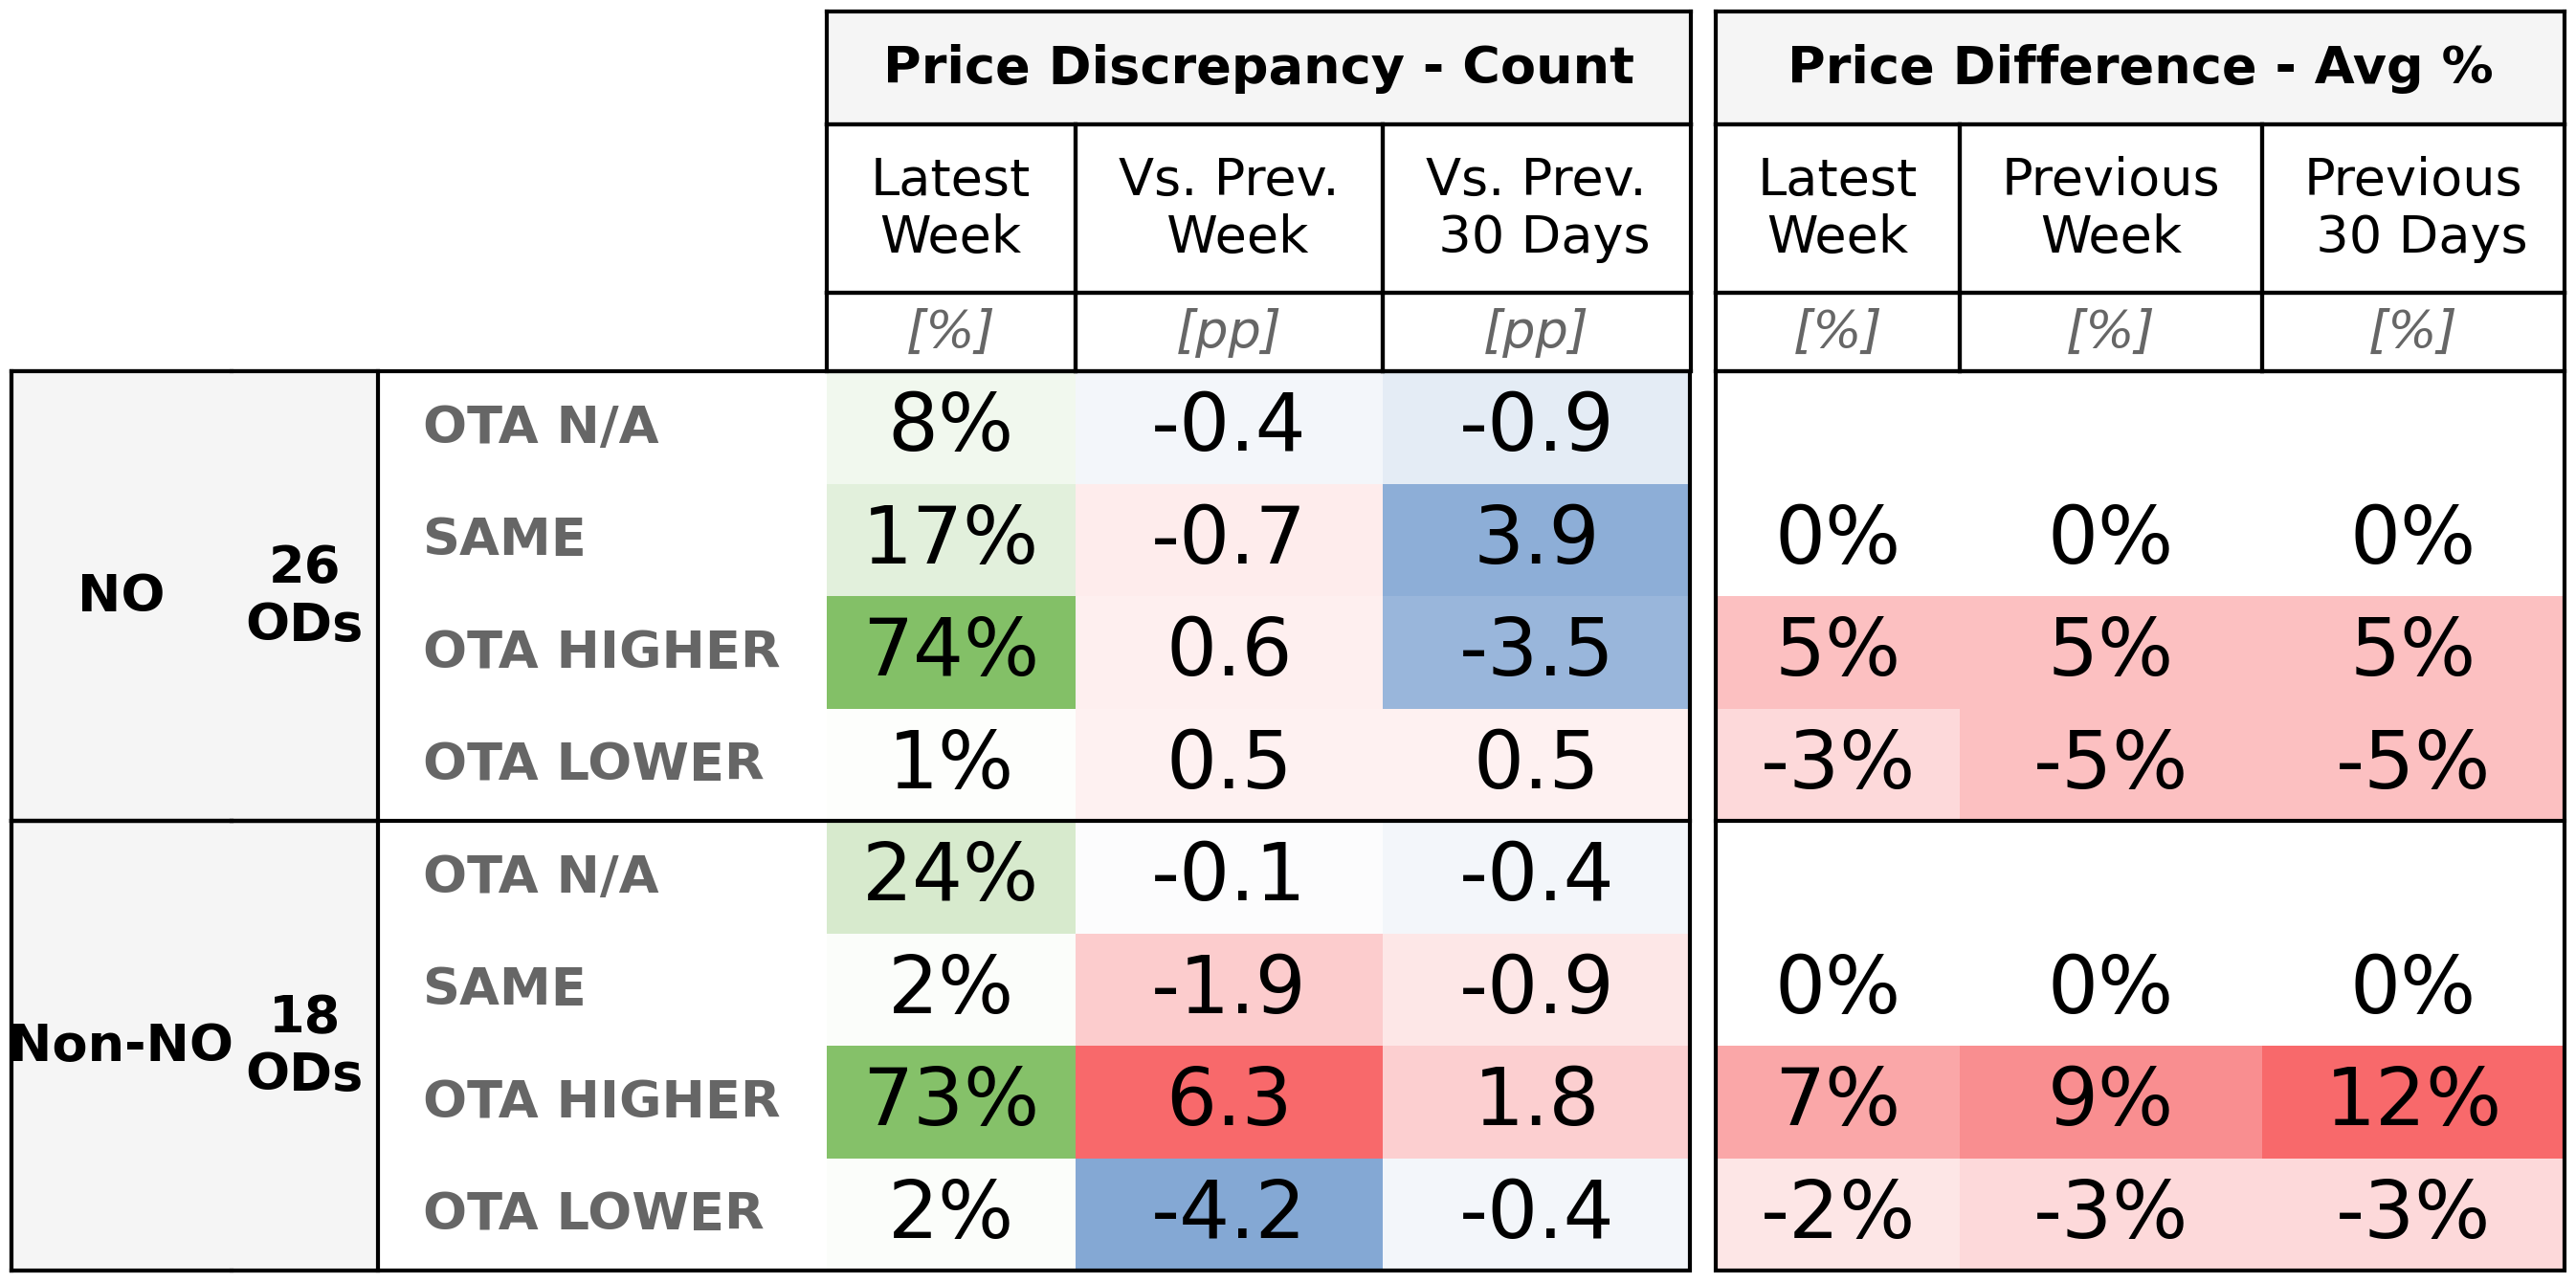 Price Discrepancy - Count Price Difference - Avg %
Latest Week Vs. Prev. Week Vs. Prev. 30 Days Latest Week Previous Week Previous 30 Days
[%] [pp] [pp] [%] [%] [%]
NO 26 ODs
OTA N/A 8% -0.4 -0.9
SAME 17% -0.7 3.9 0% 0% 0%
OTA HIGHER 74% 0.6 -3.5 5% 5% 5%
OTA LOWER 1% 0.5 0.5 -3% -5% -5%
Non-NO 18 ODs
OTA N/A 24% -0.1 -0.4
SAME 2% -1.9 -0.9 0% 0% 0%
OTA HIGHER 73% 6.3 1.8 7% 9% 12%
OTA LOWER 2% -4.2 -0.4 -2% -3% -3%